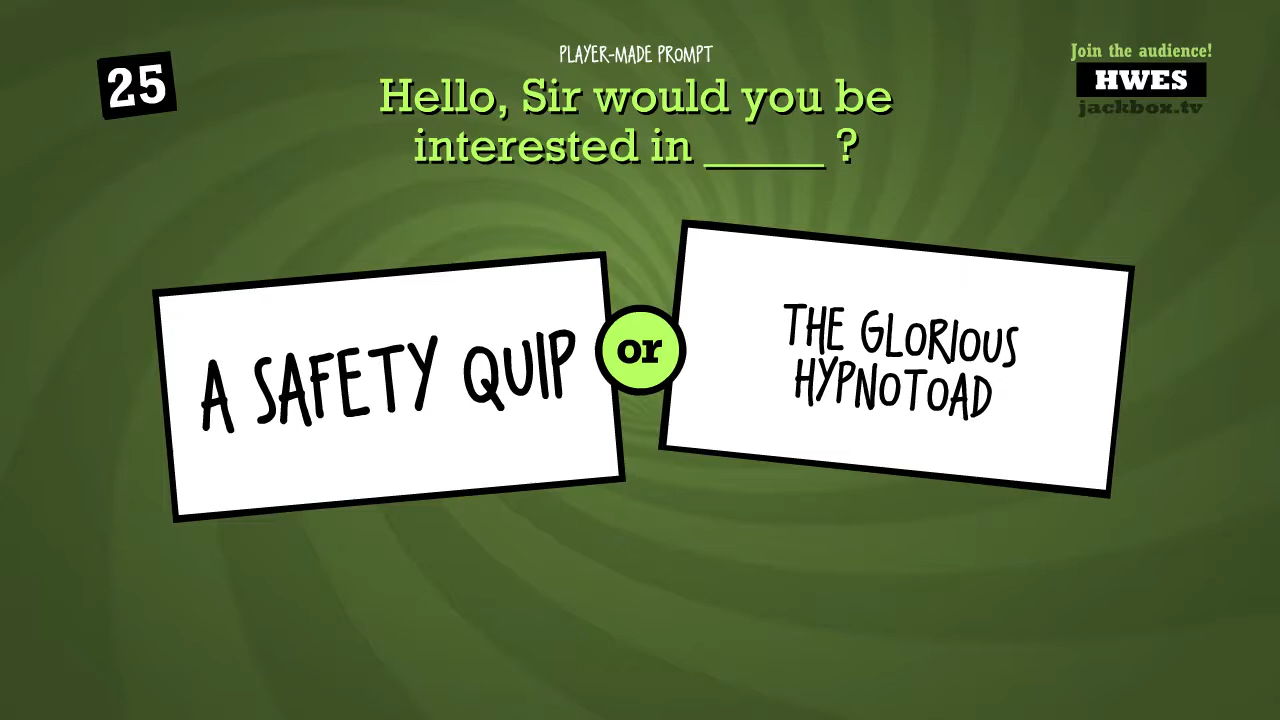 25
PLAYER-MADE PROMPT
Hello, Sir would you be
interested in _____ ?
Join the audience!
HWES
jackbox.tv
A SAFETY QUIP
or
THE GLORIOUS
HYPNOTOAD